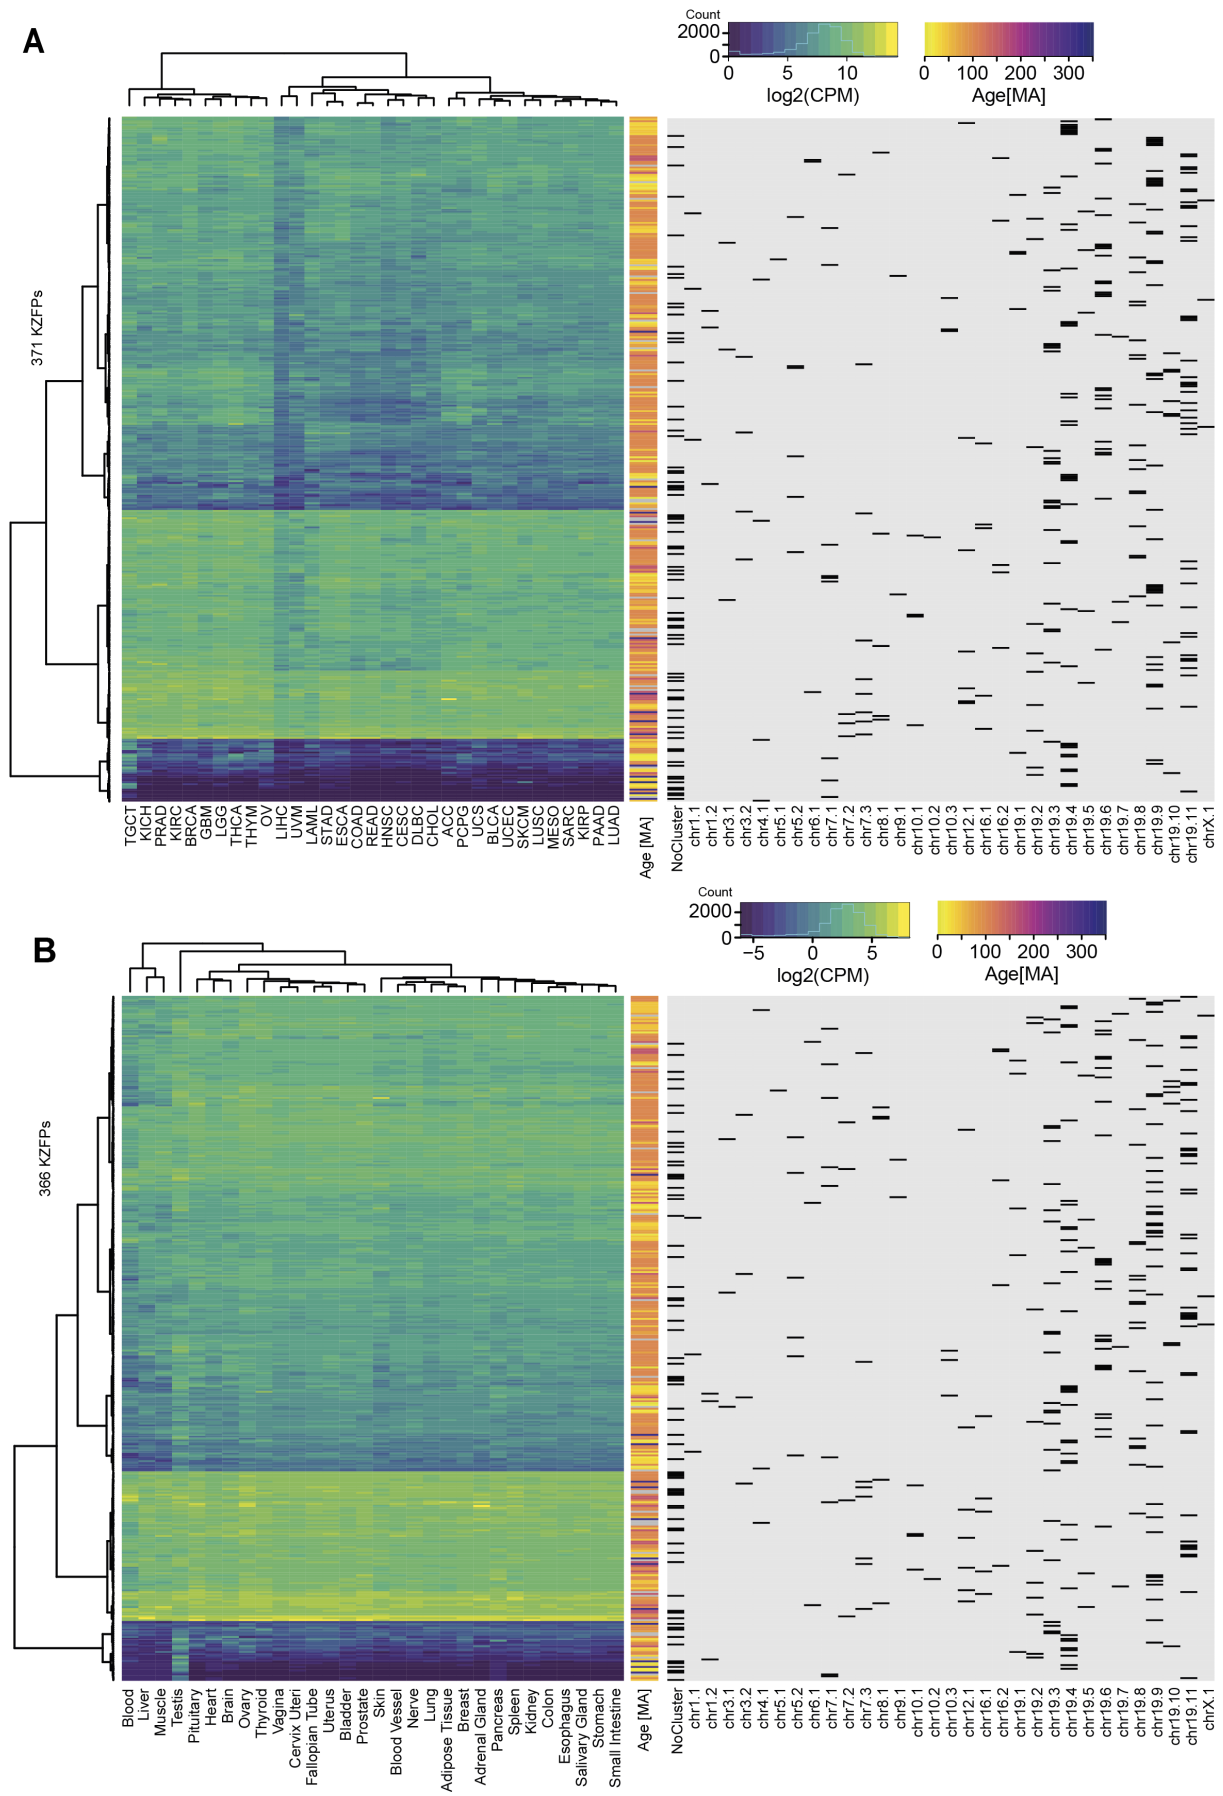 A
Count
2000
0
0 5 10
log2(CPM)
0 100 200 300
Age[MA]
371 KZFPs
TGCT
KICH
PRAD
KIRC
BRCA
GBM
LGG
THCA
THYM
OV
LIHC
UVM
LAML
STAD
ESCA
COAD
READ
HNSC
CESC
DLBC
CHOL
ACC
PCPG
UCS
BLCA
UCEC
SKCM
LUSC
MESO
SARC
KIRP
PAAD
LUAD
Age [MA]
NoCluster
chr1.1
chr1.2
chr3.1
chr3.2
chr4.1
chr5.1
chr5.2
chr6.1
chr7.1
chr7.2
chr7.3
chr8.1
chr9.1
chr10.1
chr10.2
chr10.3
chr12.1
chr16.1
chr16.2
chr19.1
chr19.2
chr19.3
chr19.4
chr19.5
chr19.6
chr19.7
chr19.8
chr19.9
chr19.10
chr19.11
chrX.1
B
Count
2000
0
−5 0 5
log2(CPM)
0 100 200 300
Age[MA]
366 KZFPs
Blood
Liver
Muscle
Testis
Pituitary
Heart
Brain
Ovary
Thyroid
Vagina
Cervix Uteri
Fallopian Tube
Uterus
Bladder
Prostate
Skin
Blood Vessel
Nerve
Lung
Adipose Tissue
Breast
Adrenal Gland
Pancreas
Spleen
Kidney
Colon
Esophagus
Salivary Gland
Stomach
Small Intestine
Age [MA]
NoCluster
chr1.1
chr1.2
chr3.1
chr3.2
chr4.1
chr5.1
chr5.2
chr6.1
chr7.1
chr7.2
chr7.3
chr8.1
chr9.1
chr10.1
chr10.2
chr10.3
chr12.1
chr16.1
chr16.2
chr19.1
chr19.2
chr19.3
chr19.4
chr19.5
chr19.6
chr19.7
chr19.8
chr19.9
chr19.10
chr19.11
chrX.1